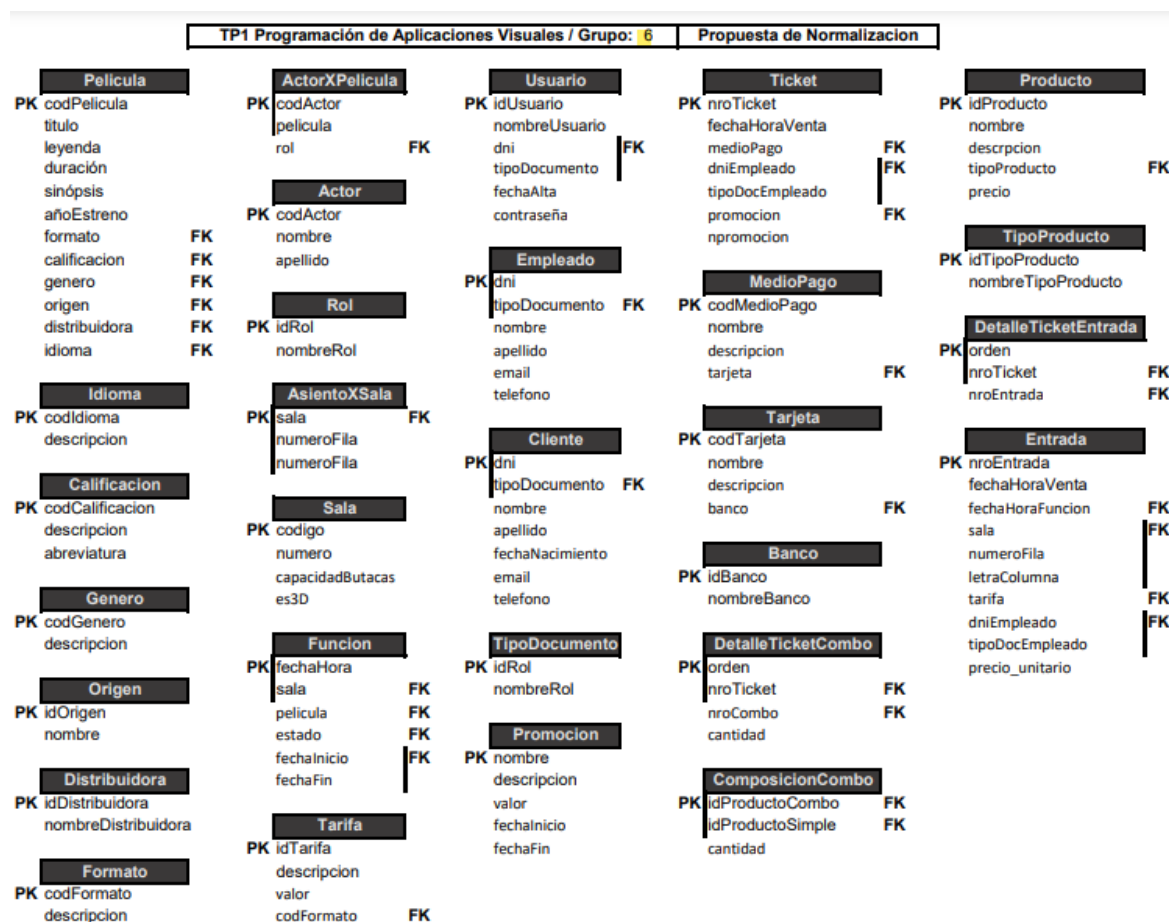 TP1 Programación de Aplicaciones Visuales / Grupo: 6 Propuesta de Normalizacion
Pelicula
PK codPelicula
titulo
leyenda
duración
sinópsis
añoEstreno
formato FK
calificacion FK
genero FK
origen FK
distribuidora FK
idioma FK
Idioma
PK codIdioma
descripcion
Calificacion
PK codCalificacion
descripcion
abreviatura
Genero
PK codGenero
descripcion
Origen
PK idOrigen
nombre
Distribuidora
PK idDistribuidora
nombreDistribuidora
Formato
PK codFormato
descripcion
ActorXPelicula
PK codActor
pelicula
rol FK
Actor
PK codActor
nombre
apellido
Rol
PK idRol
nombreRol
AsientoXSala
PK sala FK
numeroFila
numeroFila
Sala
PK codigo
numero
capacidadButacas
es3D
Funcion
PK fechaHora
sala FK
pelicula FK
estado FK
fechaInicio FK
fechaFin
Tarifa
PK idTarifa
descripcion
valor
codFormato FK
Usuario
PK idUsuario
nombreUsuario
dni FK
tipoDocumento
fechaAlta
contraseña
Empleado
PK dni
tipoDocumento FK
nombre
apellido
email
telefono
Cliente
PK dni
tipoDocumento FK
nombre
apellido
fechaNacimiento
email
telefono
TipoDocumento
PK idRol
nombreRol
Promocion
PK nombre
descripcion
valor
fechaInicio
fechaFin
Ticket
PK nroTicket
fechaHoraVenta
medioPago FK
dniEmpleado FK
tipoDocEmpleado
promocion FK
npromocion
MedioPago
PK codMedioPago
nombre
descripcion
tarjeta FK
Tarjeta
PK codTarjeta
nombre
descripcion
banco FK
Banco
PK idBanco
nombreBanco
DetalleTicketCombo
PK orden
nroTicket FK
nroCombo FK
cantidad
ComposicionCombo
PK idProductoCombo FK
idProductoSimple FK
cantidad
Producto
PK idProducto
nombre
descrpcion
tipoProducto FK
precio
TipoProducto
PK idTipoProducto
nombreTipoProducto
DetalleTicketEntrada
PK orden
nroTicket FK
nroEntrada FK
Entrada
PK nroEntrada
fechaHoraVenta
fechaHoraFuncion FK
sala FK
numeroFila
letraColumna
tarifa FK
dniEmpleado FK
tipoDocEmpleado
precio_unitario